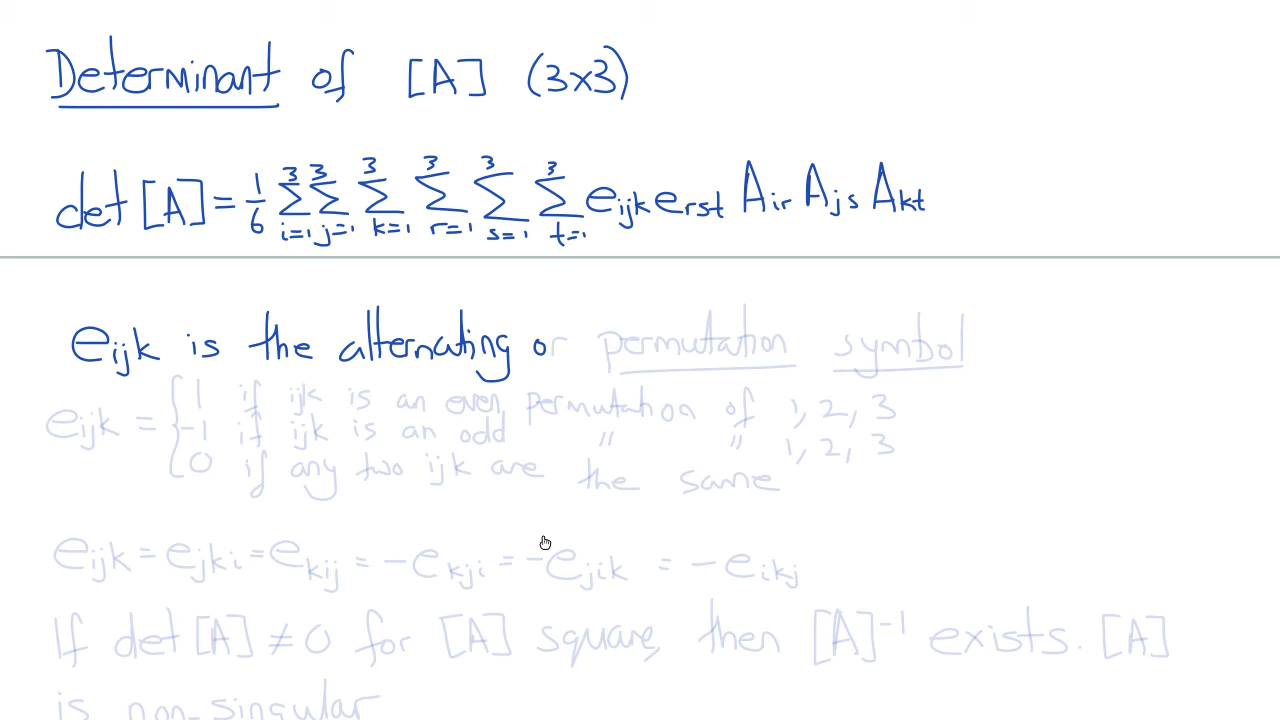 Determinant of [A] (3x3)
det [A] = 1/6 Σ_{i=1}^{3} Σ_{j=1}^{3} Σ_{k=1}^{3} Σ_{r=1}^{3} Σ_{s=1}^{3} Σ_{t=1}^{3} e_{ijk} e_{rst} A_{ir} A_{js} A_{kt}
e_{ijk} is the alternating or permutation symbol
e_{ijk} = { 1 if ijk is an even permutation of 1, 2, 3
-1 if ijk is an odd " " 1, 2, 3
0 if any two ijk are the same
e_{ijk} = e_{jki} = e_{kij} = -e_{kji} = -e_{jik} = -e_{ikj}
If det [A] ≠ 0 for [A] square, then [A]^{-1} exists. [A]
is non-singular